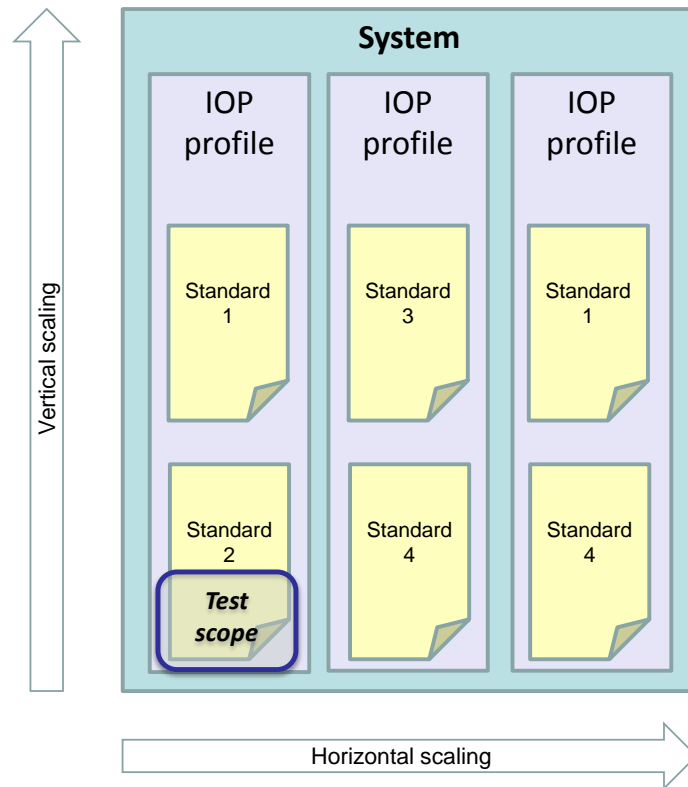 System
IOP
profile
IOP
profile
IOP
profile
Standard
1
Standard
3
Standard
1
Standard
2
Standard
4
Standard
4
Test
scope
Vertical scaling
Horizontal scaling